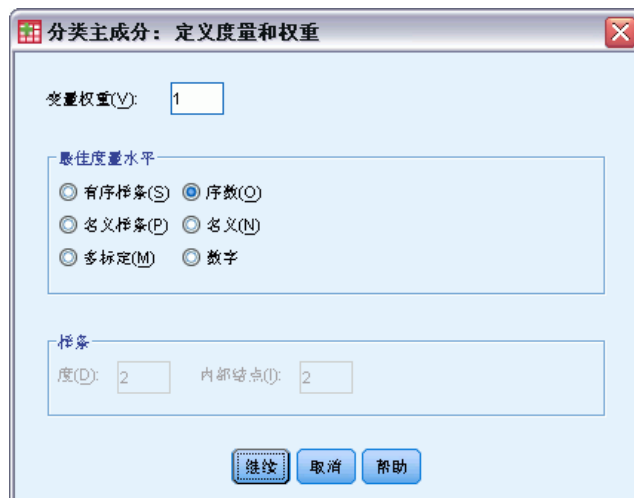 分类主成分：定义度量和权重
变量权重(V): 1
最佳度量水平
有序样条(S) 序数(O)
名义样条(P) 名义(N)
多标定(M) 数字
样条
度(D): 2 内部结点(I): 2
继续 取消 帮助